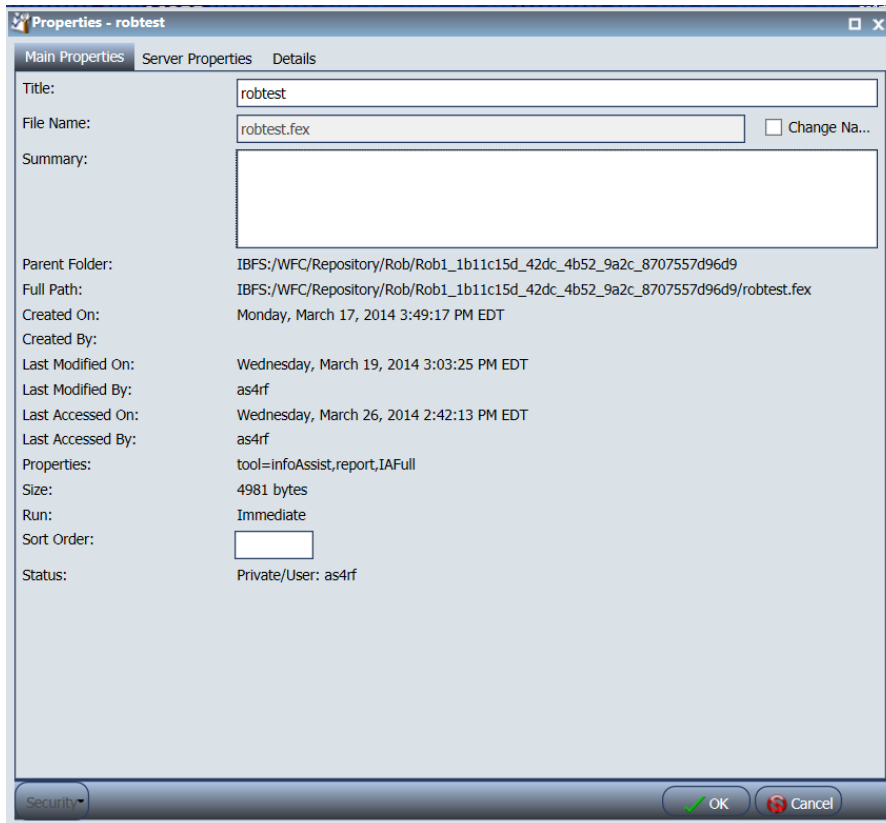 Properties - robtest
Main Properties Server Properties Details
Title: robtest
File Name: robtest.fex Change Na...
Summary:
Parent Folder: IBFS:/WFC/Repository/Rob/Rob1_1b11c15d_42dc_4b52_9a2c_8707557d96d9
Full Path: IBFS:/WFC/Repository/Rob/Rob1_1b11c15d_42dc_4b52_9a2c_8707557d96d9/robtest.fex
Created On: Monday, March 17, 2014 3:49:17 PM EDT
Created By:
Last Modified On: Wednesday, March 19, 2014 3:03:25 PM EDT
Last Modified By: as4rf
Last Accessed On: Wednesday, March 26, 2014 2:42:13 PM EDT
Last Accessed By: as4rf
Properties: tool=infoAssist,report,IAFull
Size: 4981 bytes
Run: Immediate
Sort Order:
Status: Private/User: as4rf
Security OK Cancel